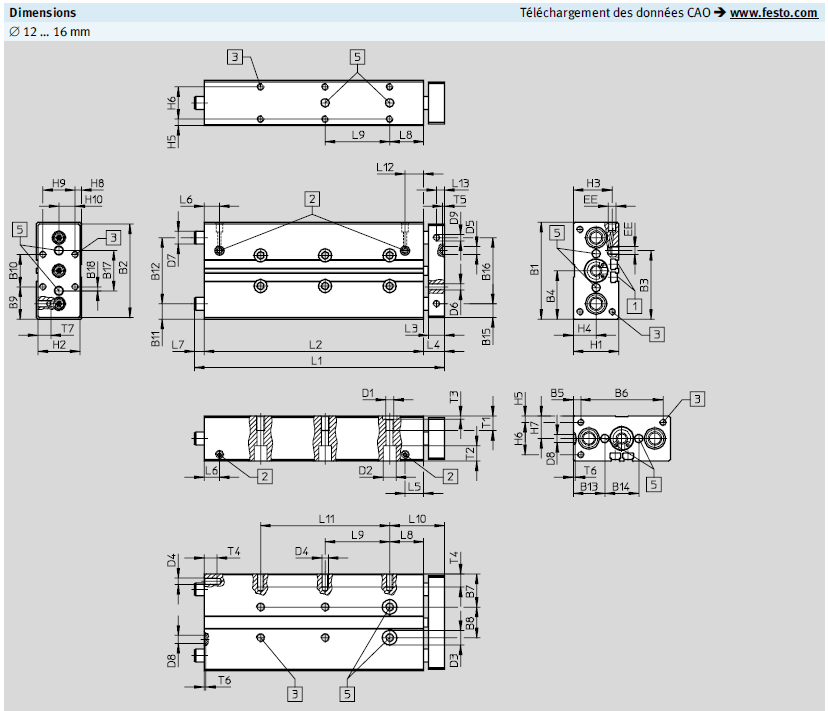 Dimensions
Téléchargement des données CAO ➔ www.festo.com
∅ 12 … 16 mm
3
5
H6
H5
L9
L8
L12
L13
H9
H8
H10
L6
2
T5
D9
D5
H3
EE
EE
5
3
5
D7
B12
B16
B10
B9
B18
B17
B2
B1
B4
B3
1
T7
H2
B11
L3
D6
B15
3
H4
H1
L7
L2
L4
L1
D1
T3
T1
H5
B5
B6
3
H7
H6
T2
L6
2
D2
L5
2
D8
T6
5
B13
B14
L11
L10
L9
L8
D4
T4
D4
T4
B7
B8
D8
D3
T6
3
5